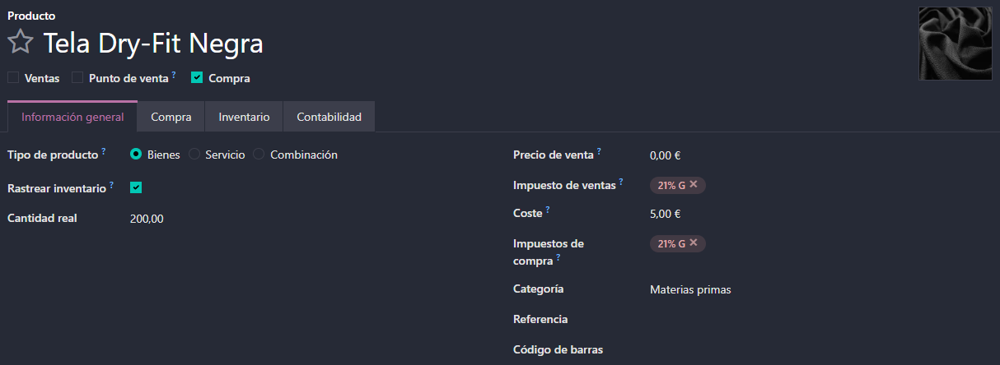 Producto
Tela Dry-Fit Negra
Ventas Punto de venta ? Compra
Información general Compra Inventario Contabilidad
Tipo de producto ? Bienes Servicio Combinación
Rastrear inventario ?
Cantidad real 200,00
Precio de venta ? 0,00 €
Impuesto de ventas ? 21% G ×
Coste ? 5,00 €
Impuestos de
compra ? 21% G ×
Categoría Materias primas
Referencia
Código de barras